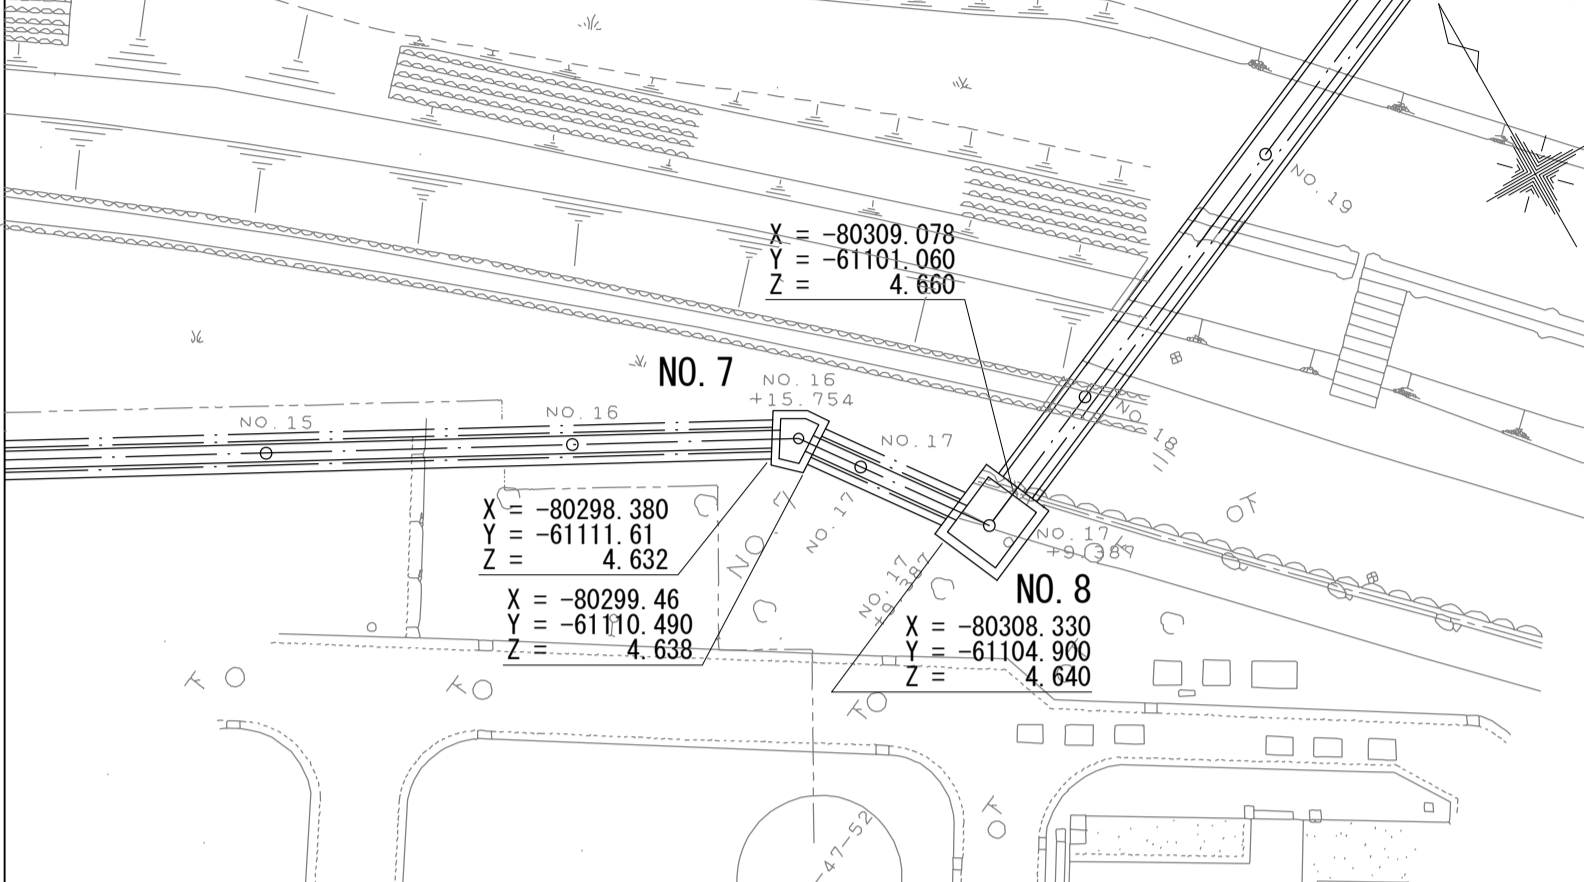 NO. 19
X = -80309. 078
Y = -61101. 060
Z = 4. 660
NO. 7
NO. 16
+15. 754
NO. 15
NO. 16
NO. 17
NO. 18
X = -80298. 380
Y = -61111. 61
Z = 4. 632
NO. 7
NO. 17
NO. 17
+9. 387
NO. 17
+9. 387
NO. 8
X = -80299. 46
Y = -61110. 490
Z = 4. 638
X = -80308. 330
Y = -61104. 900
Z = 4. 640
-47-52